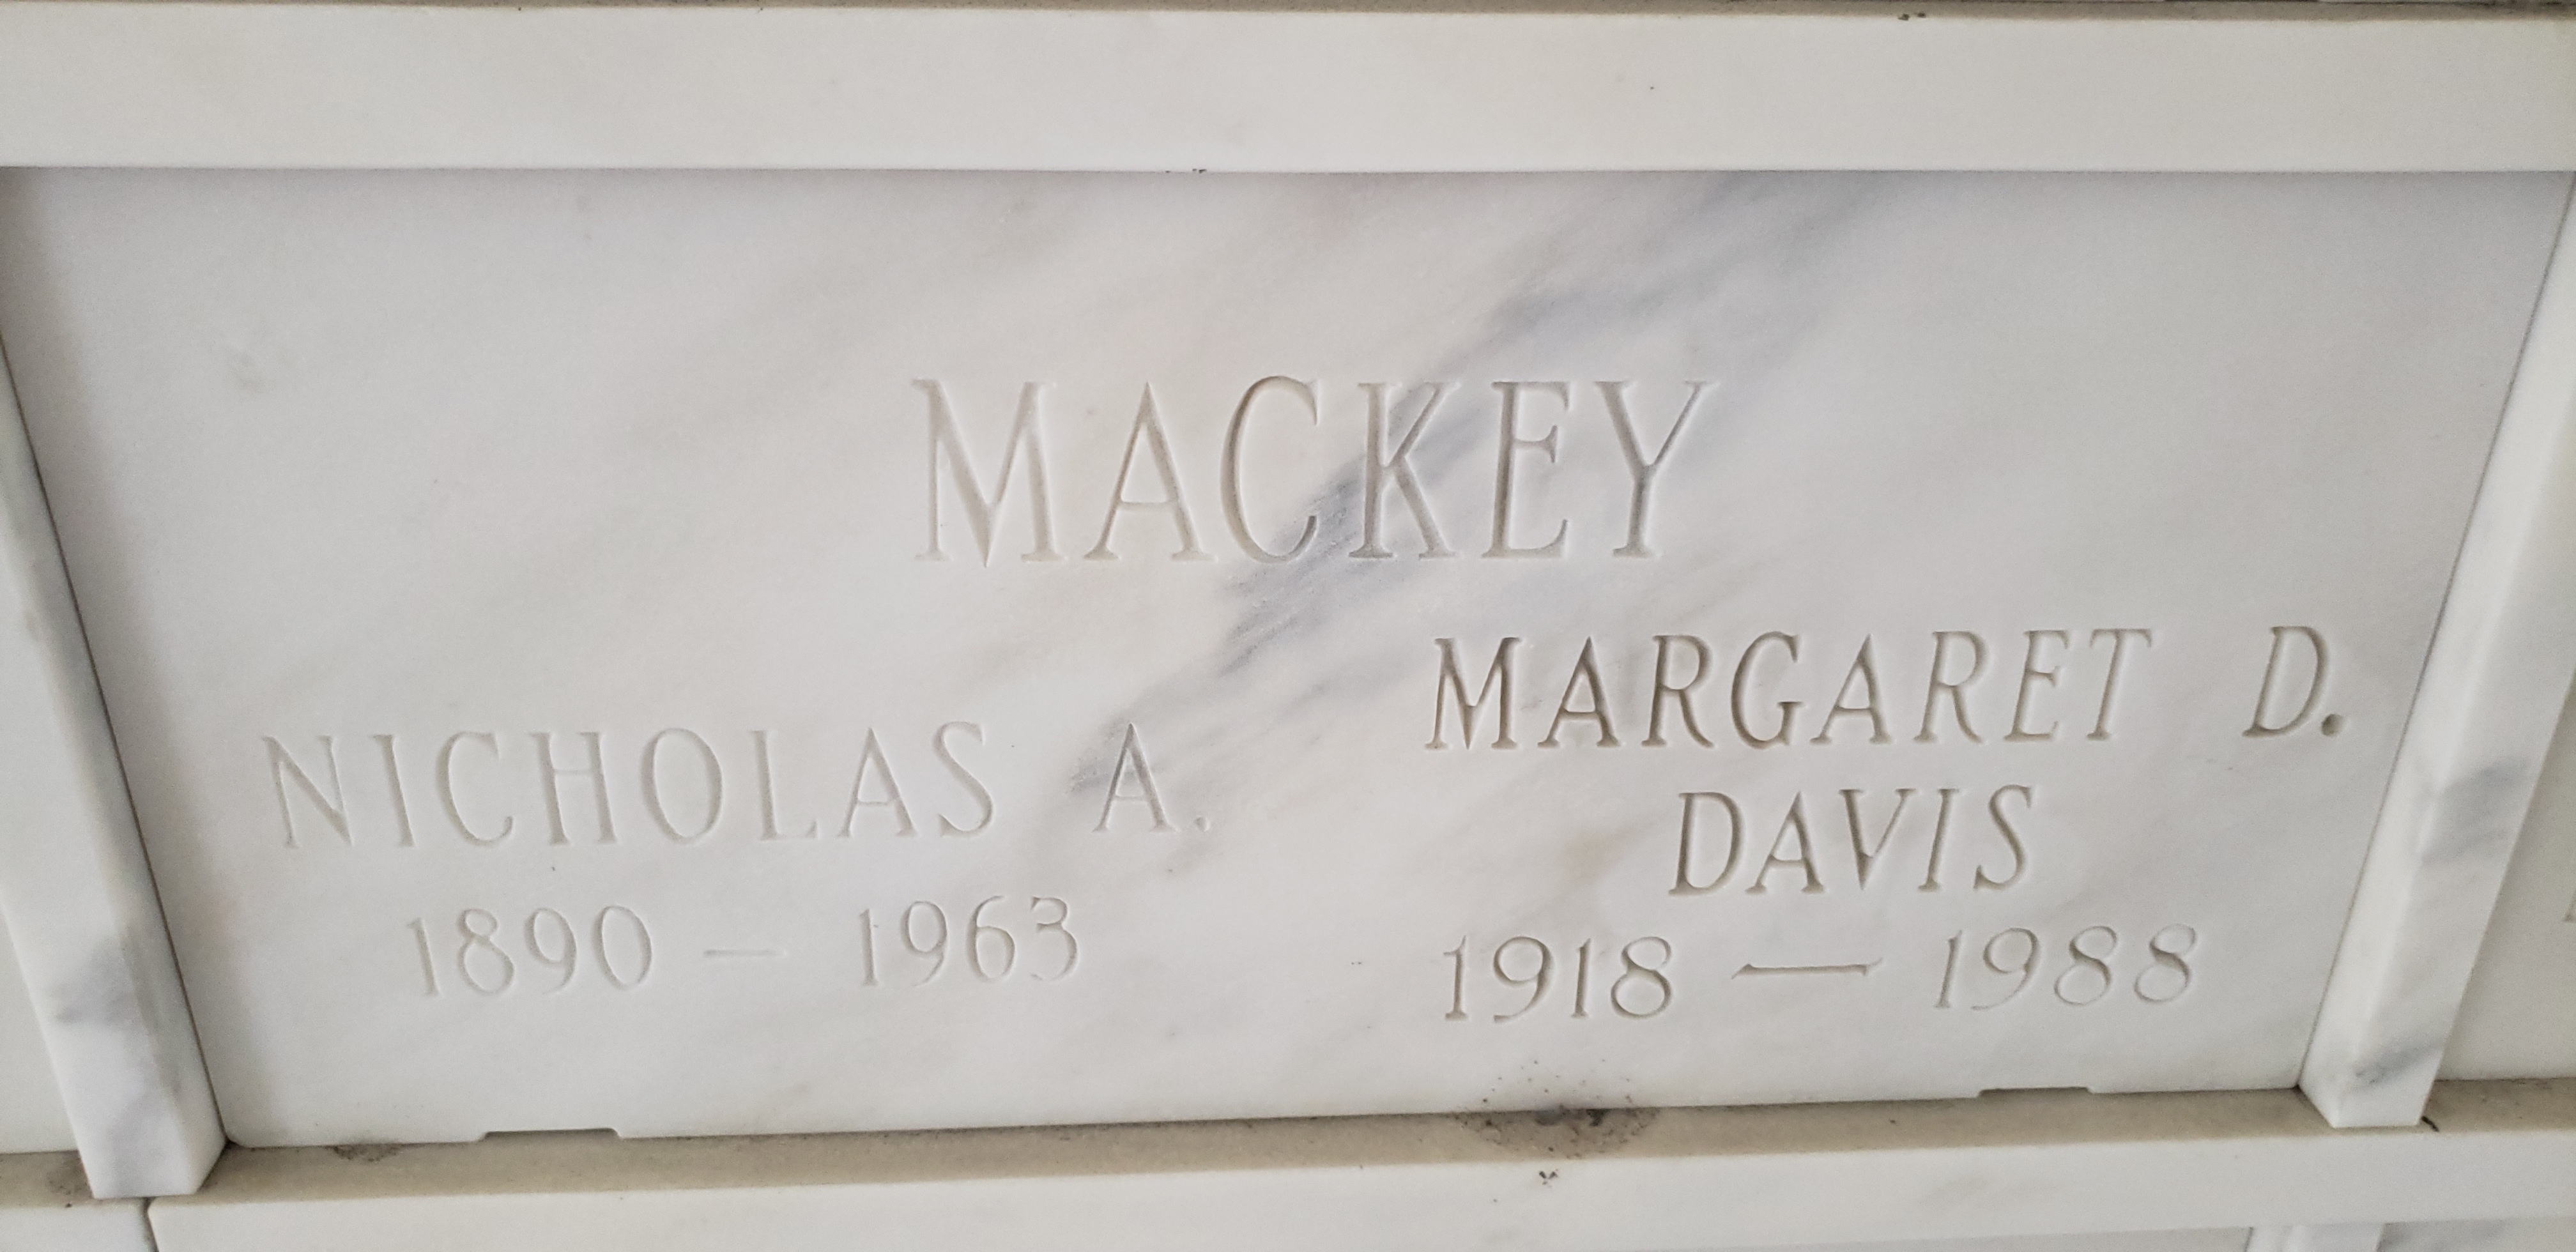 MACKEY
NICHOLAS A.
1890 — 1963
MARGARET D.
DAVIS
1918 — 1988